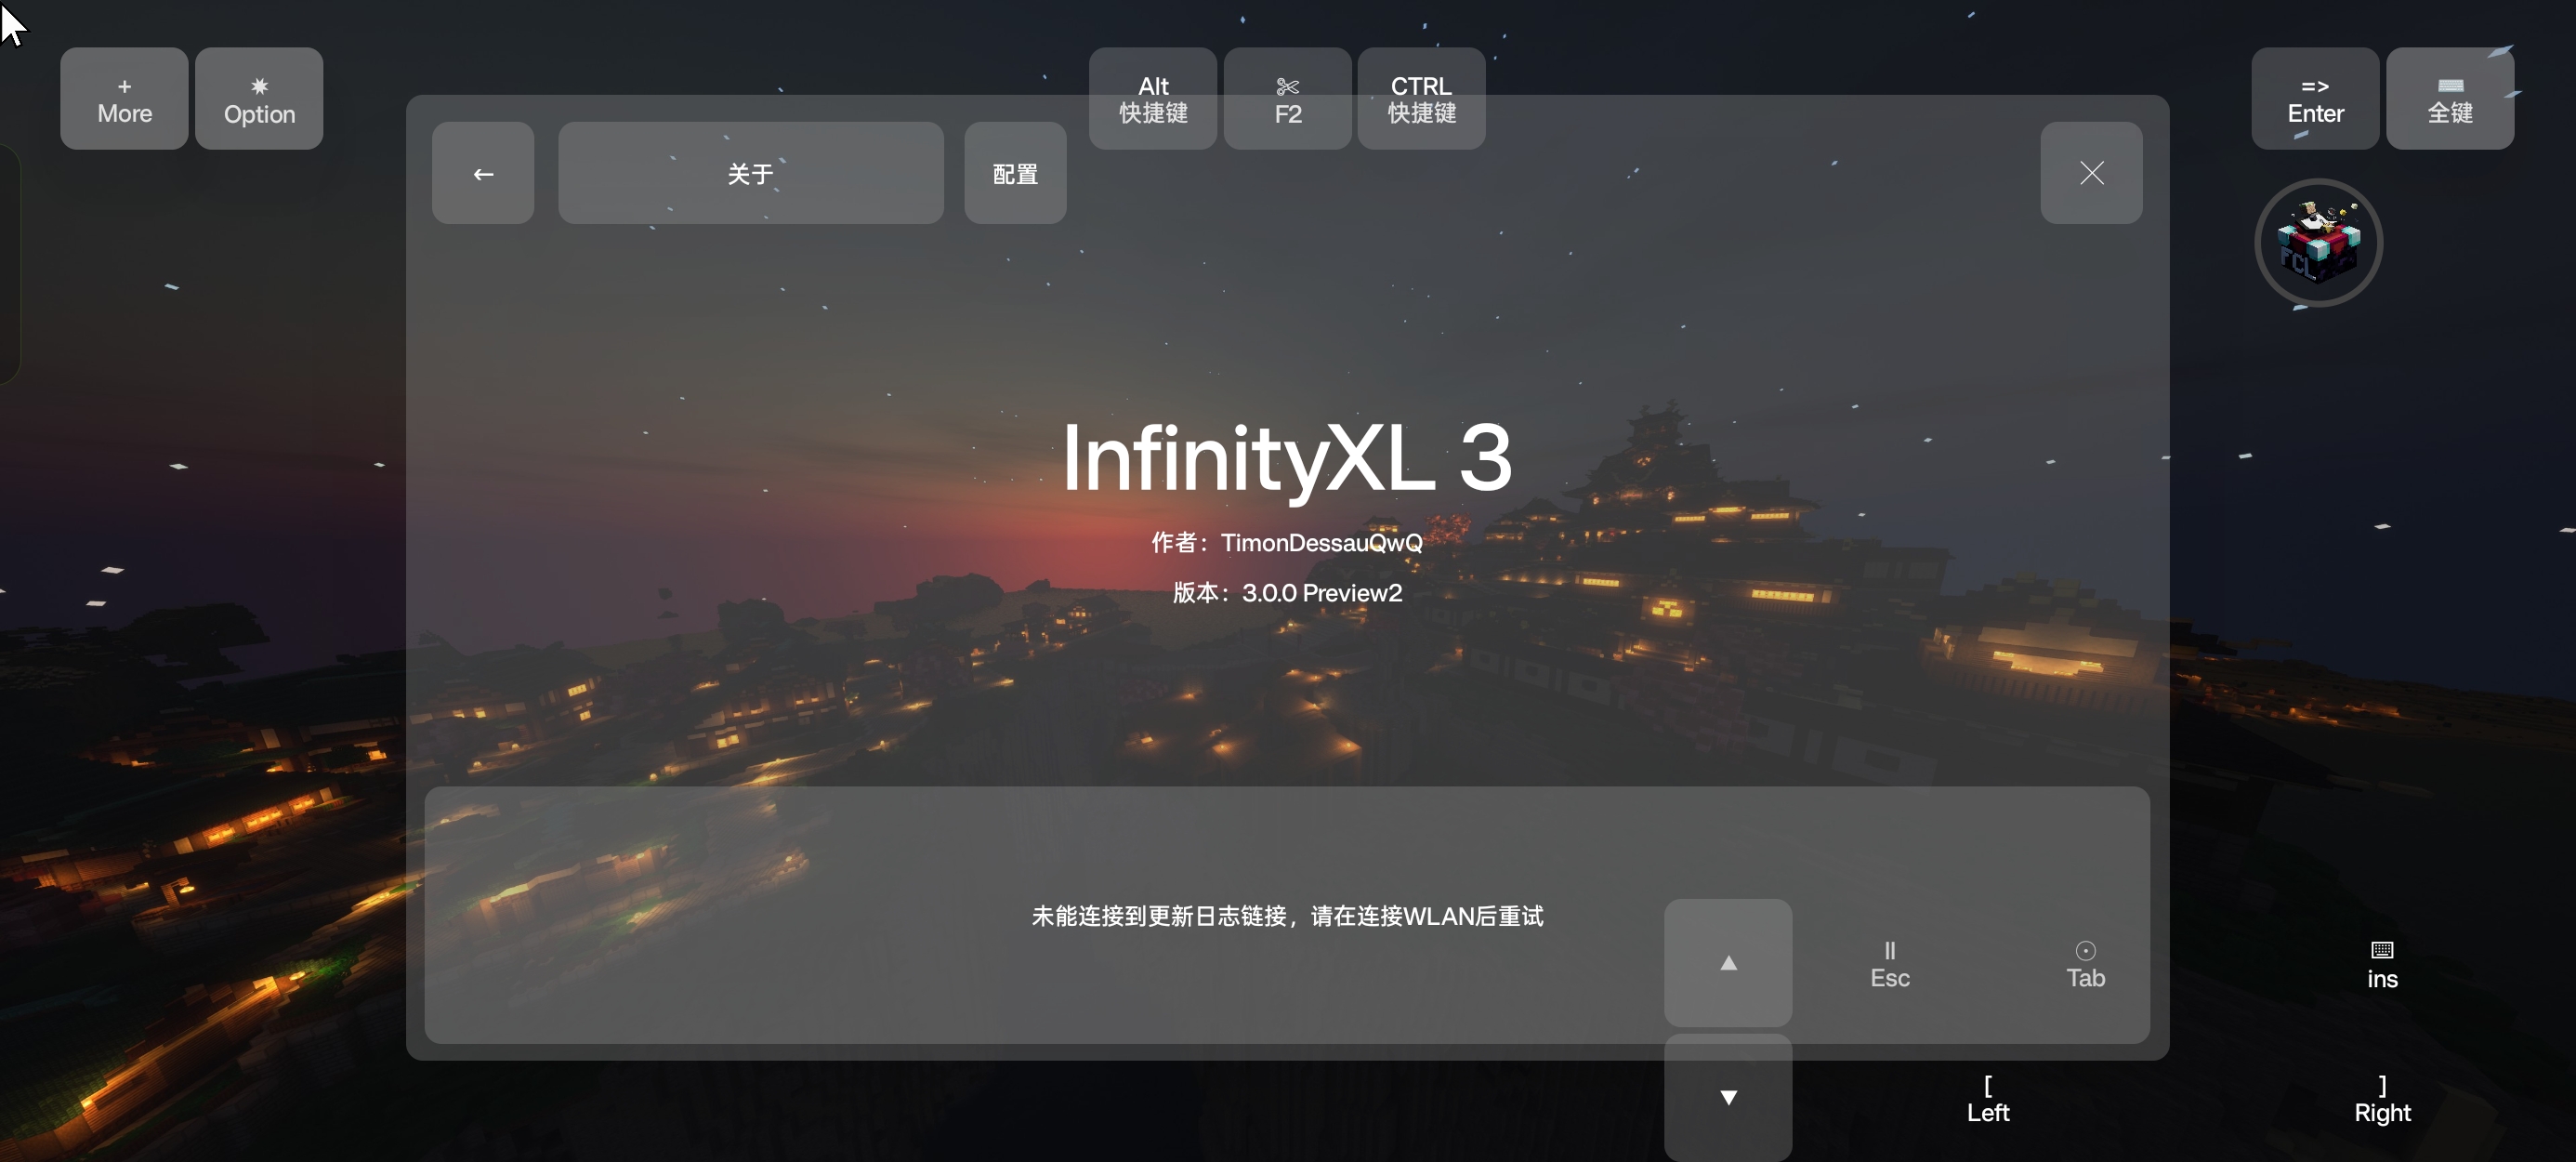 +
More
Option
Alt
快捷键
F2
CTRL
快捷键
=>
Enter
全键
←
关于
配置
FCL
InfinityXL 3
作者：TimonDessauQwQ
版本：3.0.0 Preview2
未能连接到更新日志链接，请在连接WLAN后重试
▲
Esc
Tab
ins
▼
[
Left
]
Right